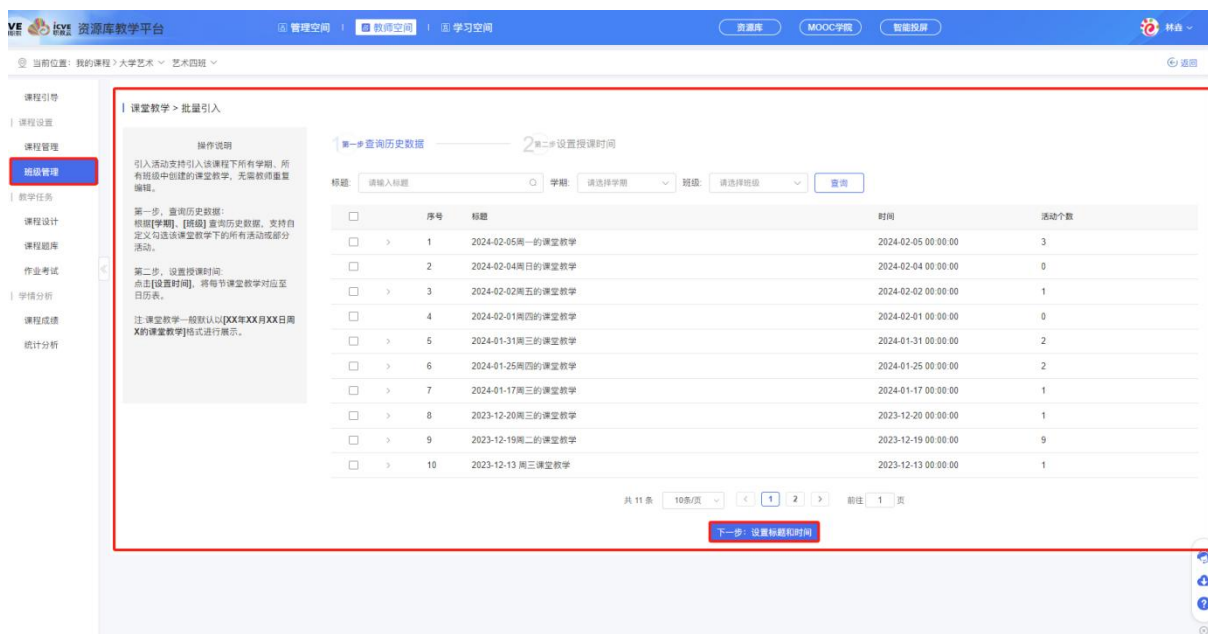 VE icve 资源库教学平台 管理空间 教师空间 学习空间 资源库 MOOC学院 智能投屏 林垚
当前位置: 我的课程 > 大学艺术 艺术四班 返回
课程引导
课程设置
课程管理
班级管理
教学任务
课程设计
课程题库
作业考试
学情分析
课程成绩
统计分析
课堂教学 > 批量引入
操作说明
引入活动支持引入该课程下所有学期、所
有班级中创建的课堂教学，无需教师重复
编辑。
第一步，查询历史数据:
根据[学期]、[班级] 查询历史数据，支持自
定义勾选该课堂教学下的所有活动或部分
活动。
第二步，设置授课时间:
点击[设置时间]，将每节课堂教学对应至
日历表。
注:课堂教学一般默认以[XX年XX月XX日周
X的课堂教学]格式进行展示。
1 第一步 查询历史数据 2 第二步 设置授课时间
标题: 请输入标题 学期: 请选择学期 班级: 请选择班级 查询
序号 标题 时间 活动个数
1 2024-02-05周一的课堂教学 2024-02-05 00:00:00 3
2 2024-02-04周日的课堂教学 2024-02-04 00:00:00 0
3 2024-02-02周五的课堂教学 2024-02-02 00:00:00 1
4 2024-02-01周四的课堂教学 2024-02-01 00:00:00 0
5 2024-01-31周三的课堂教学 2024-01-31 00:00:00 2
6 2024-01-25周四的课堂教学 2024-01-25 00:00:00 2
7 2024-01-17周三的课堂教学 2024-01-17 00:00:00 1
8 2023-12-20周三的课堂教学 2023-12-20 00:00:00 1
9 2023-12-19周二的课堂教学 2023-12-19 00:00:00 9
10 2023-12-13 周三课堂教学 2023-12-13 00:00:00 1
共 11 条 10条/页 1 2 前往 1 页
下一步：设置标题和时间